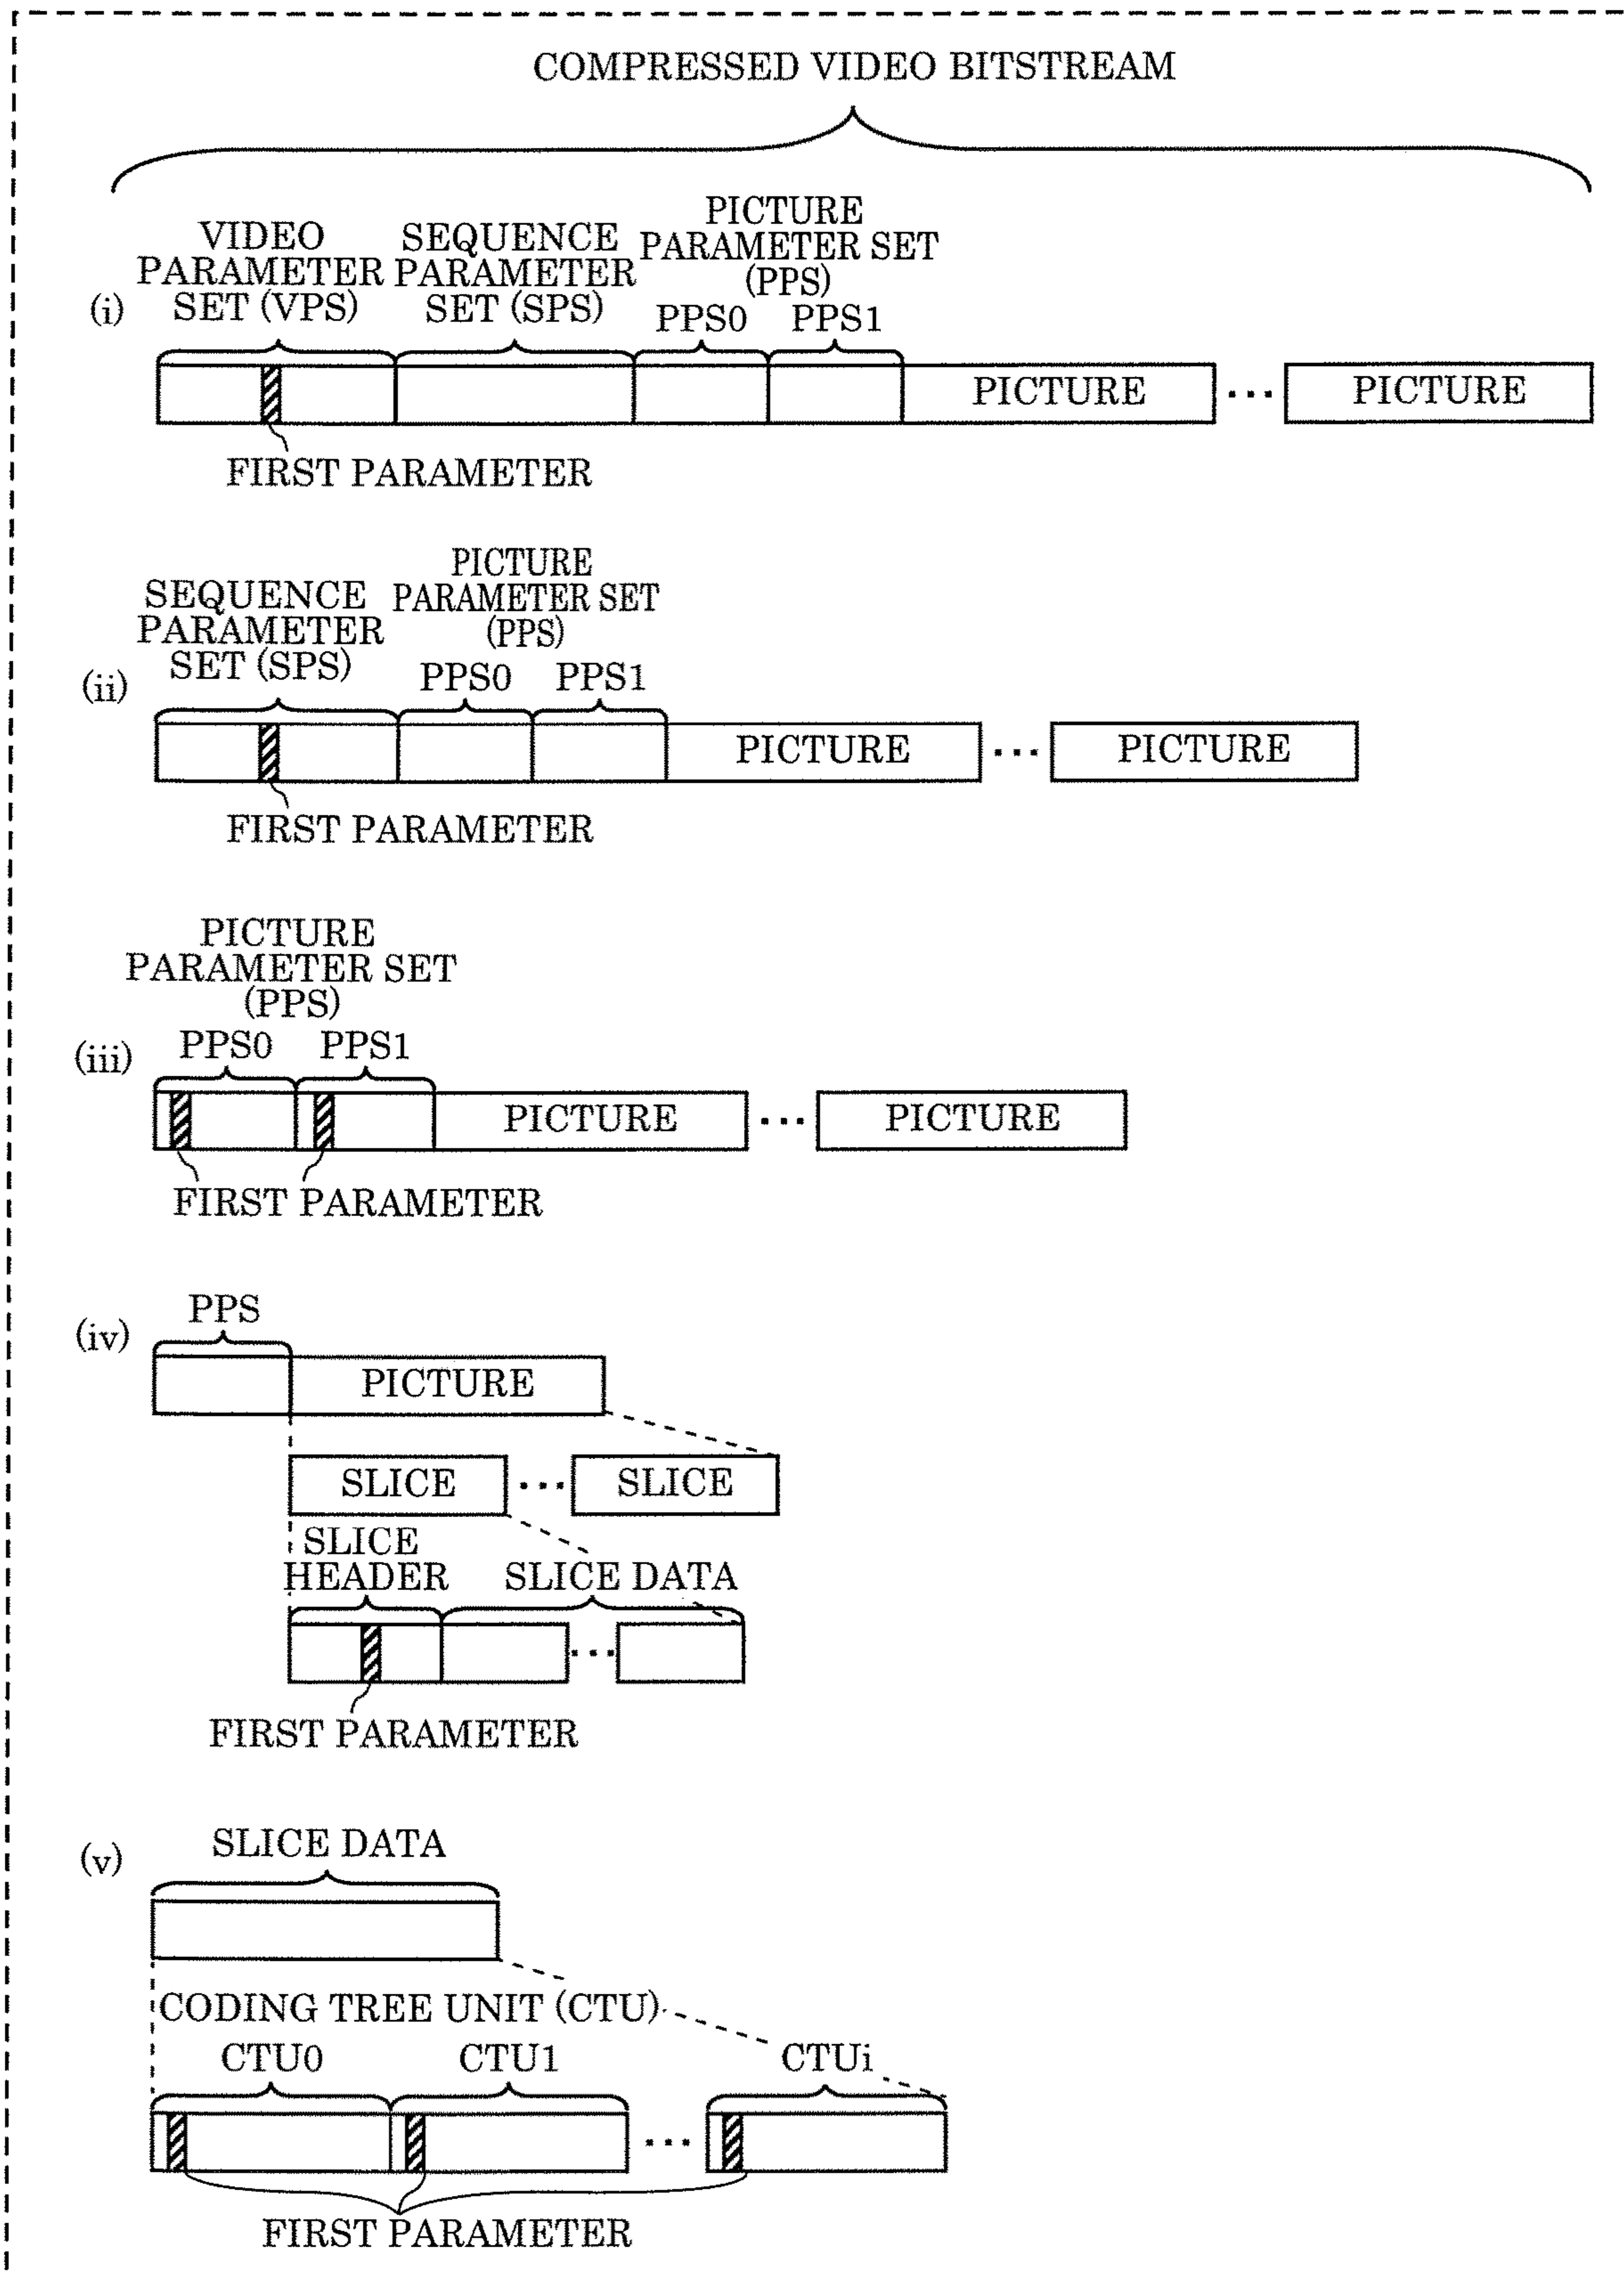 COMPRESSED VIDEO BITSTREAM
(i)
VIDEO
PARAMETER
SET (VPS)
SEQUENCE
PARAMETER
SET (SPS)
PICTURE
PARAMETER SET
(PPS)
PPS0 PPS1
PICTURE ... PICTURE
FIRST PARAMETER
(ii)
SEQUENCE
PARAMETER
SET (SPS)
PICTURE
PARAMETER SET
(PPS)
PPS0 PPS1
PICTURE ... PICTURE
FIRST PARAMETER
(iii)
PICTURE
PARAMETER SET
(PPS)
PPS0 PPS1
PICTURE ... PICTURE
FIRST PARAMETER
(iv)
PPS
PICTURE
SLICE ... SLICE
SLICE
HEADER
SLICE DATA
...
FIRST PARAMETER
(v)
SLICE DATA
CODING TREE UNIT (CTU)
CTU0 CTU1 CTUi
...
FIRST PARAMETER